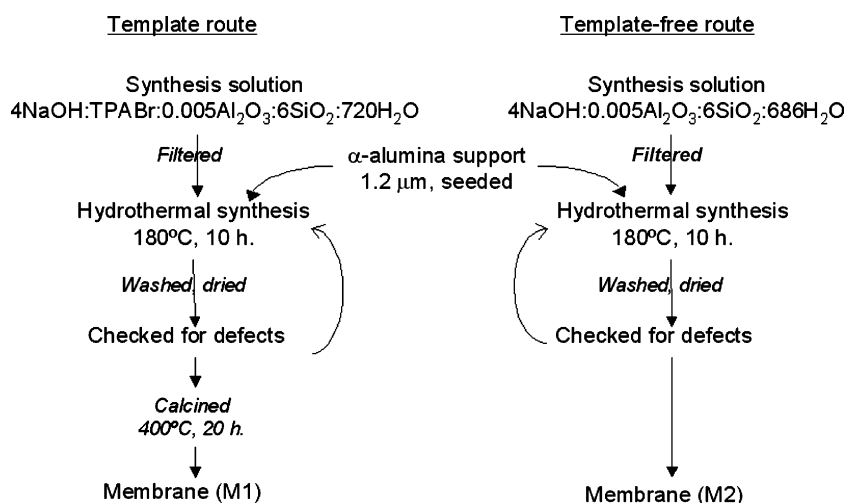 Template route
Template-free route
Synthesis solution
4NaOH:TPABr:0.005Al₂O₃:6SiO₂:720H₂O
Synthesis solution
4NaOH:0.005Al₂O₃:6SiO₂:686H₂O
Filtered
α-alumina support
1.2 μm, seeded
Filtered
Hydrothermal synthesis
180ºC, 10 h.
Hydrothermal synthesis
180ºC, 10 h.
Washed, dried
Washed, dried
Checked for defects
Checked for defects
Calcined
400ºC, 20 h.
Membrane (M1)
Membrane (M2)